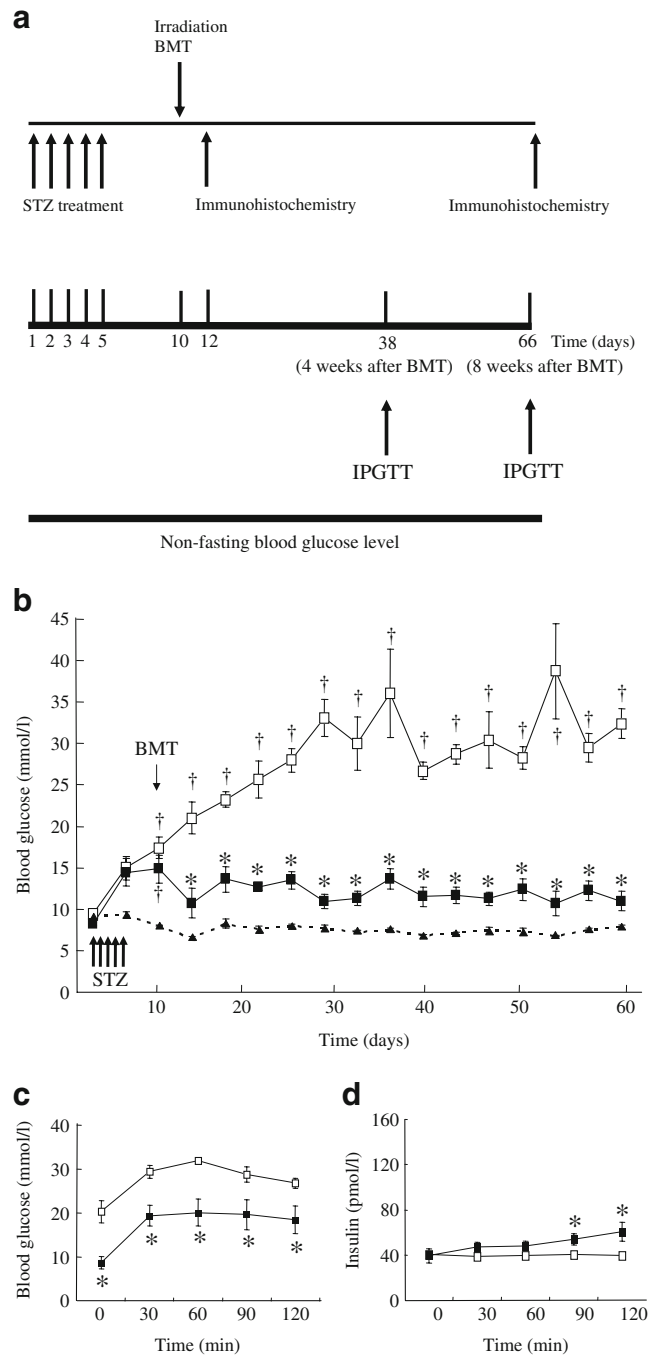 a
Irradiation
BMT
STZ treatment
Immunohistochemistry
Immunohistochemistry
1 2 3 4 5 10 12 38 66 Time (days)
(4 weeks after BMT) (8 weeks after BMT)
IPGTT
IPGTT
Non-fasting blood glucose level
b
45
40
35
30
25
20
15
10
5
0
Blood glucose (mmol/l)
BMT
† † † † † † † † † † † † † † †
†
* * * * * * * * * * * * * *
STZ
10 20 30 40 50 60
Time (days)
c
40
30
20
10
0
Blood glucose (mmol/l)
* * * * *
0 30 60 90 120
Time (min)
d
160
120
80
40
0
Insulin (pmol/l)
* *
0 30 60 90 120
Time (min)